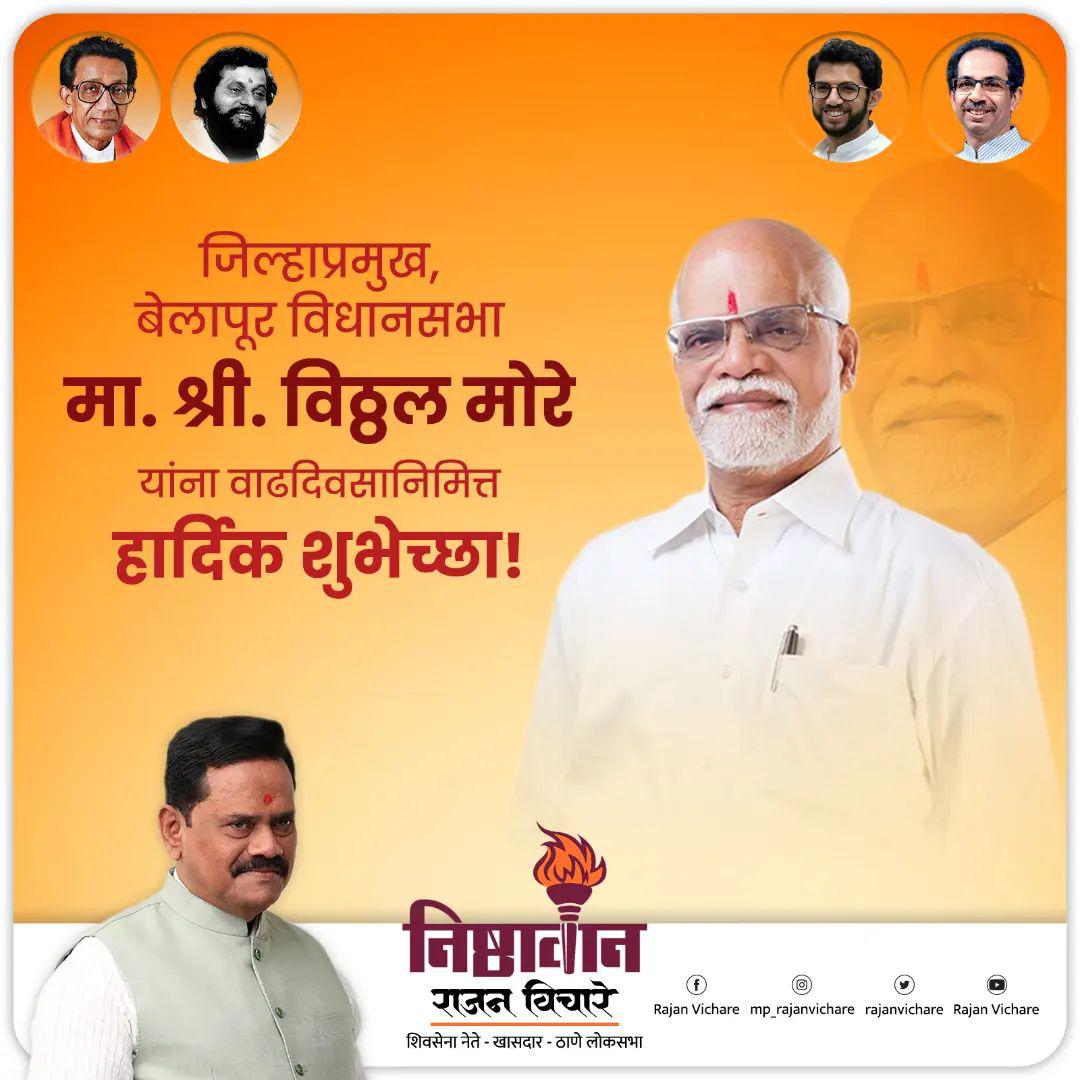 जिल्हाप्रमुख,
बेलापूर विधानसभा
मा. श्री. विठ्ठल मोरे
यांना वाढदिवसानिमित्त
हार्दिक शुभेच्छा!
निष्ठावान
राजन विचारे
शिवसेना नेते - खासदार - ठाणे लोकसभा
Rajan Vichare mp_rajanvichare rajanvichare Rajan Vichare